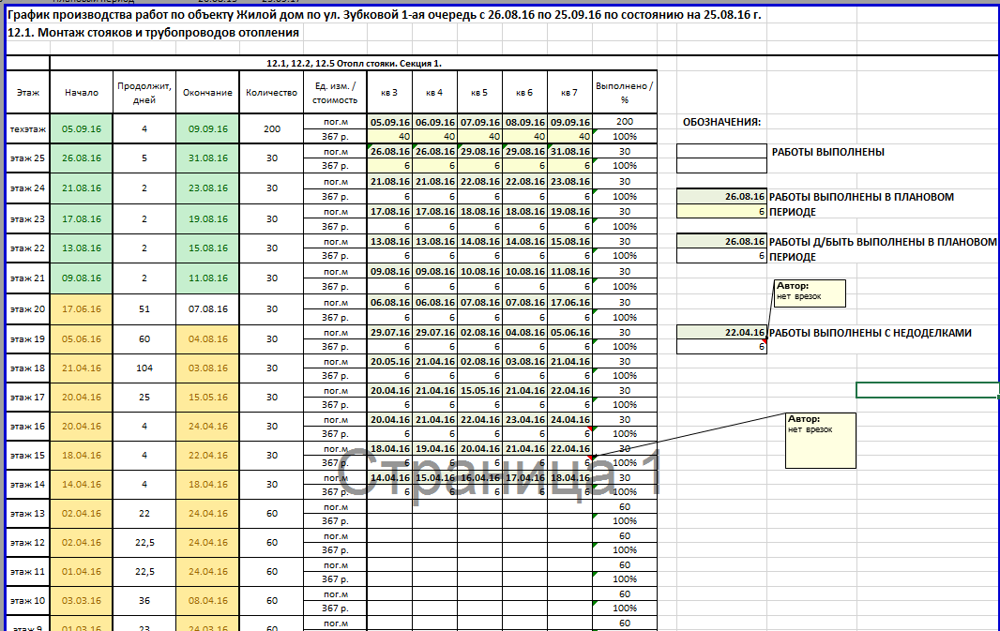 График производства работ по объекту Жилой дом по ул. Зубковой 1-ая очередь с 26.08.16 по 25.09.16 по состоянию на 25.08.16 г.
12.1. Монтаж стояков и трубопроводов отопления
12.1, 12.2, 12.5 Отопл стояки. Секция 1.
Этаж Начало Продолжит, дней Окончание Количество Ед. изм. / стоимость кв 3 кв 4 кв 5 кв 6 кв 7 Выполнено / %
техэтаж 05.09.16 4 09.09.16 200 пог.м 05.09.16 06.09.16 07.09.16 08.09.16 09.09.16 200
367 р. 40 40 40 40 40 100%
этаж 25 26.08.16 5 31.08.16 30 пог.м 26.08.16 26.08.16 29.08.16 29.08.16 31.08.16 30
367 р. 6 6 6 6 6 100%
этаж 24 21.08.16 2 23.08.16 30 пог.м 21.08.16 21.08.16 22.08.16 22.08.16 23.08.16 30
367 р. 6 6 6 6 6 100%
этаж 23 17.08.16 2 19.08.16 30 пог.м 17.08.16 17.08.16 18.08.16 18.08.16 19.08.16 30
367 р. 6 6 6 6 6 100%
этаж 22 13.08.16 2 15.08.16 30 пог.м 13.08.16 13.08.16 14.08.16 14.08.16 15.08.16 30
367 р. 6 6 6 6 6 100%
этаж 21 09.08.16 2 11.08.16 30 пог.м 09.08.16 09.08.16 10.08.16 10.08.16 11.08.16 30
367 р. 6 6 6 6 6 100%
этаж 20 17.06.16 51 07.08.16 30 пог.м 06.08.16 06.08.16 07.08.16 07.08.16 17.06.16 30
367 р. 6 6 6 6 6 100%
этаж 19 05.06.16 60 04.08.16 30 пог.м 29.07.16 29.07.16 02.08.16 04.08.16 05.06.16 30
367 р. 6 6 6 6 6 100%
этаж 18 21.04.16 104 03.08.16 30 пог.м 20.05.16 21.04.16 02.08.16 03.08.16 21.04.16 30
367 р. 6 6 6 6 6 100%
этаж 17 20.04.16 25 15.05.16 30 пог.м 20.04.16 21.04.16 15.05.16 21.04.16 22.04.16 30
367 р. 6 6 6 6 6 100%
этаж 16 20.04.16 4 24.04.16 30 пог.м 20.04.16 21.04.16 22.04.16 23.04.16 24.04.16 30
367 р. 6 6 6 6 6 100%
этаж 15 18.04.16 4 22.04.16 30 пог.м 18.04.16 19.04.16 20.04.16 21.04.16 22.04.16 30
367 р. 6 6 6 6 6 100%
этаж 14 14.04.16 4 18.04.16 30 пог.м 14.04.16 15.04.16 16.04.16 17.04.16 18.04.16 30
367 р. 6 6 6 6 6 100%
этаж 13 02.04.16 22 24.04.16 60 пог.м 60
367 р. 100%
этаж 12 02.04.16 22,5 24.04.16 60 пог.м 60
367 р. 100%
этаж 11 01.04.16 22,5 24.04.16 60 пог.м 60
367 р. 100%
этаж 10 03.03.16 36 08.04.16 60 пог.м 60
367 р. 100%
этаж 9 01.03.16 23 24.03.16 60 пог.м 60
Страница 1
ОБОЗНАЧЕНИЯ:
РАБОТЫ ВЫПОЛНЕНЫ
26.08.16 РАБОТЫ ВЫПОЛНЕНЫ В ПЛАНОВОМ
6 ПЕРИОДЕ
26.08.16 РАБОТЫ Д/БЫТЬ ВЫПОЛНЕНЫ В ПЛАНОВОМ
6 ПЕРИОДЕ
Автор:
нет врезок
22.04.16 РАБОТЫ ВЫПОЛНЕНЫ С НЕДОДЕЛКАМИ
6
Автор:
нет врезок